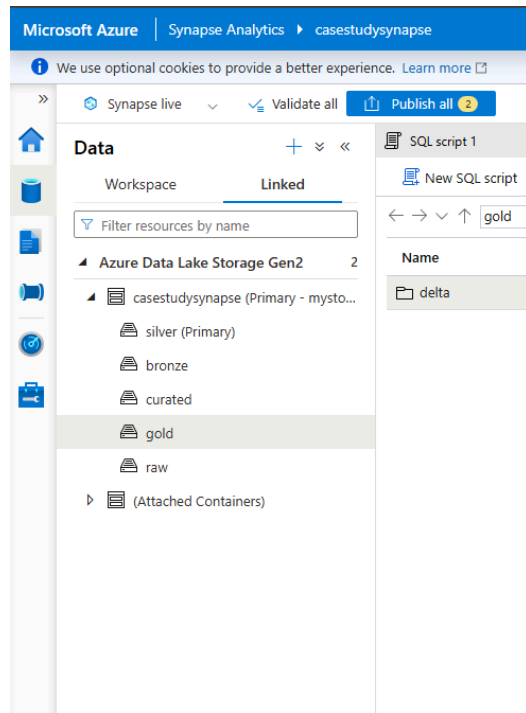 Microsoft Azure Synapse Analytics casestudysynapse
We use optional cookies to provide a better experience. Learn more
Synapse live Validate all Publish all 2
Data
SQL script 1
Workspace Linked
New SQL script
Filter resources by name
gold
Azure Data Lake Storage Gen2 2
Name
casestudysynapse (Primary - mysto...
delta
silver (Primary)
bronze
curated
gold
raw
(Attached Containers)